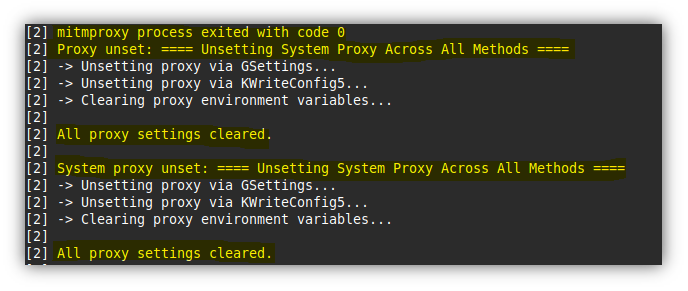 [2] mitmproxy process exited with code 0
[2] Proxy unset: ==== Unsetting System Proxy Across All Methods ====
[2] -> Unsetting proxy via GSettings...
[2] -> Unsetting proxy via KWriteConfig5...
[2] -> Clearing proxy environment variables...
[2]
[2] All proxy settings cleared.
[2]
[2] System proxy unset: ==== Unsetting System Proxy Across All Methods ====
[2] -> Unsetting proxy via GSettings...
[2] -> Unsetting proxy via KWriteConfig5...
[2] -> Clearing proxy environment variables...
[2]
[2] All proxy settings cleared.